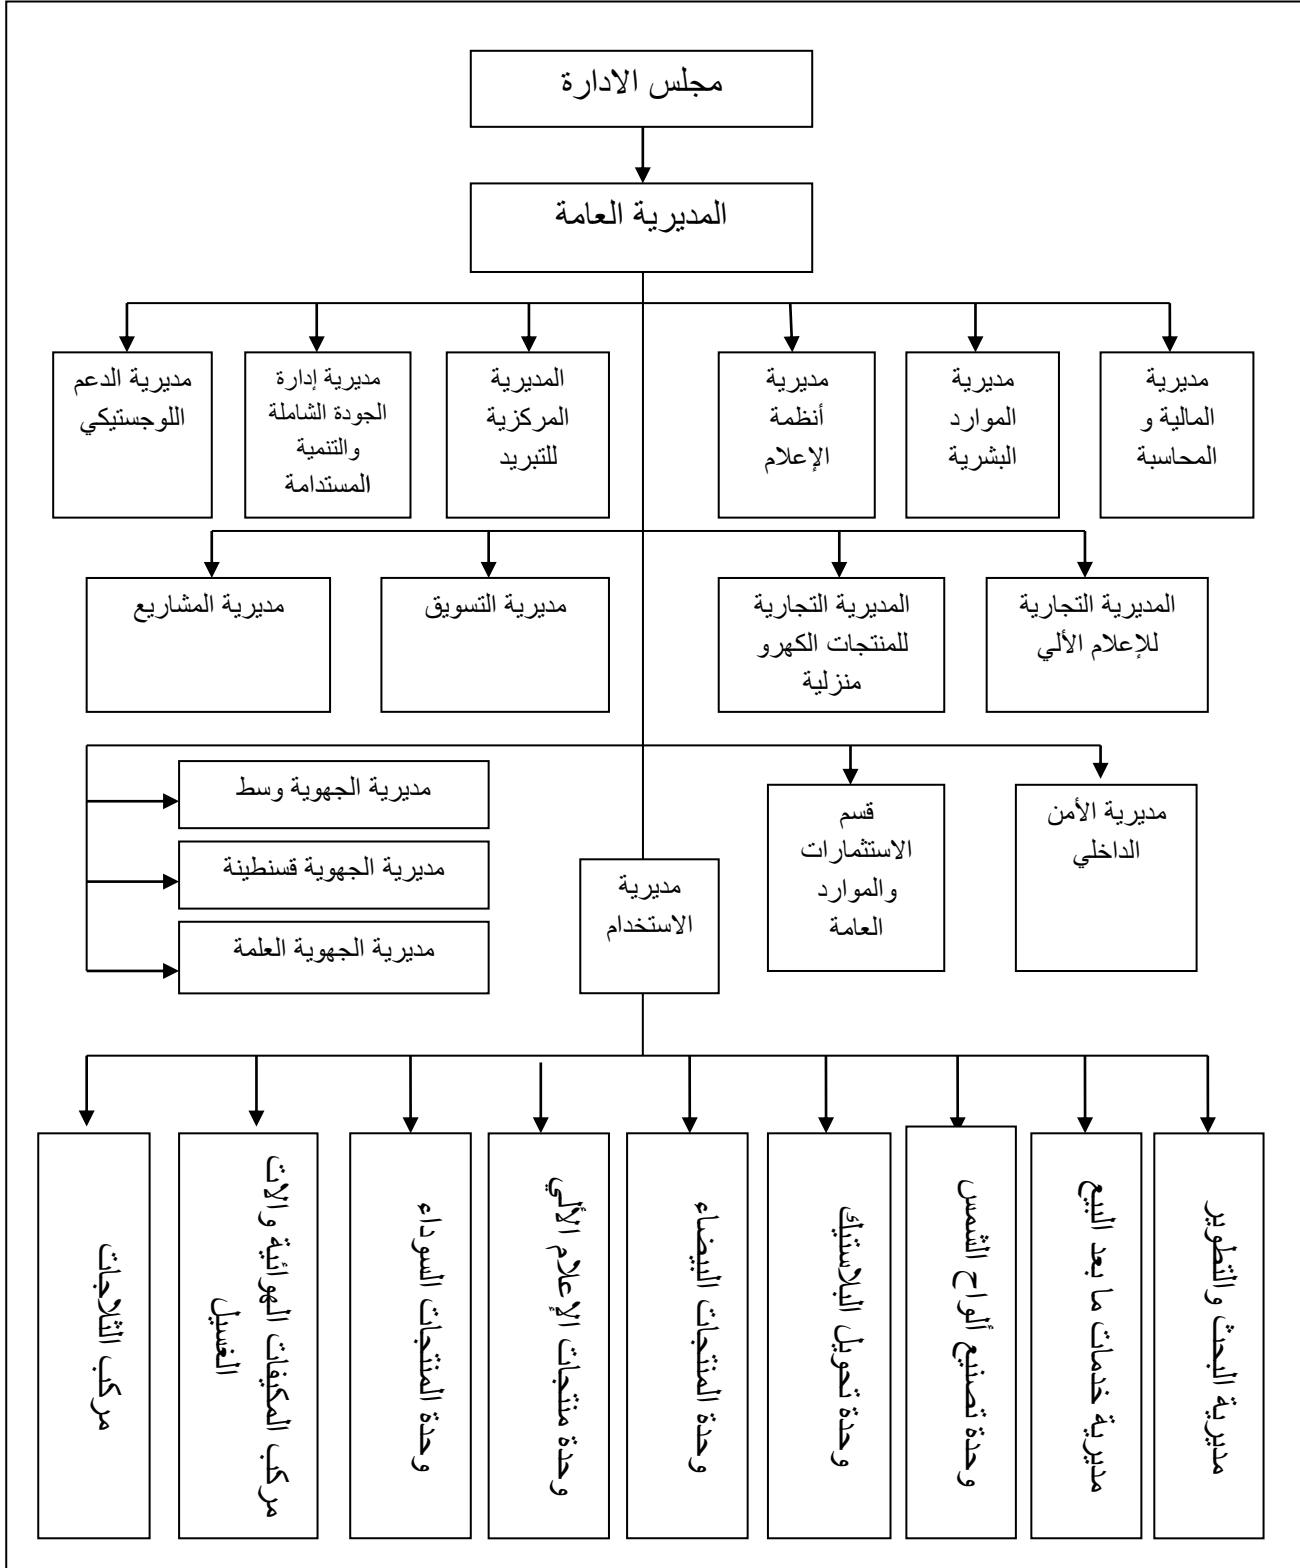 مجلس الادارة
المديرية العامة
مديرية
المالية و
المحاسبة
مديرية
الموارد
البشرية
مديرية
أنظمة
الإعلام
المديرية
المركزية
للتبريد
مديرية إدارة
الجودة الشاملة
والتنمية
المستدامة
مديرية الدعم
اللوجستيكي
المديرية التجارية
للإعلام الألي
المديرية التجارية
للمنتجات الكهرو
منزلية
مديرية التسويق
مديرية المشاريع
مديرية الأمن
الداخلي
قسم
الاستثمارات
والموارد
العامة
مديرية
الاستخدام
مديرية الجهوية وسط
مديرية الجهوية قسنطينة
مديرية الجهوية العلمة
مديرية البحث والتطوير
مديرية خدمات ما بعد البيع
وحدة تصنيع ألواح الشمس
وحدة تحويل البلاستيك
وحدة المنتجات البيضاء
وحدة منتجات الإعلام الألي
وحدة المنتجات السوداء
مركب المكيفات الهوائية والات
الغسيل
مركب الثلاجات